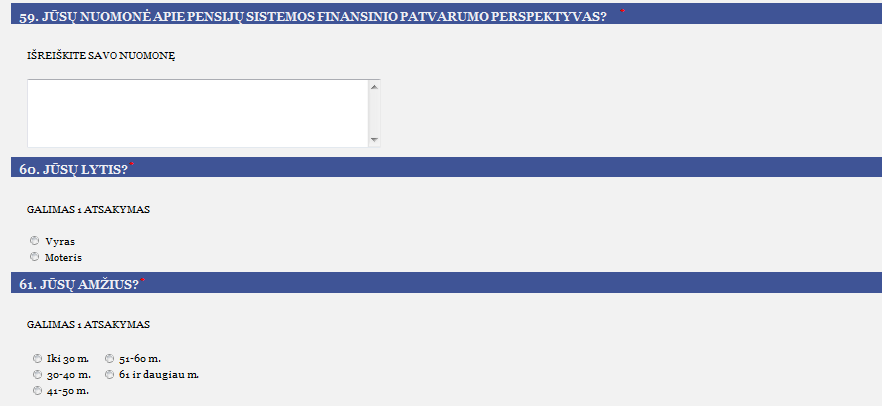 59. JŪSŲ NUOMONĖ APIE PENSIJŲ SISTEMOS FINANSINIO PATVARUMO PERSPEKTYVAS? *
IŠREIŠKITE SAVO NUOMONĘ
60. JŪSŲ LYTIS?*
GALIMAS 1 ATSAKYMAS
Vyras
Moteris
61. JŪSŲ AMŽIUS?*
GALIMAS 1 ATSAKYMAS
Iki 30 m. 51-60 m.
30-40 m. 61 ir daugiau m.
41-50 m.